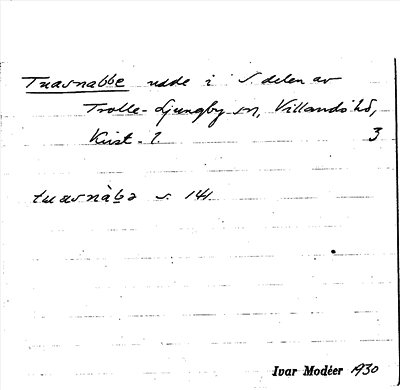 Tuasnabbe udde i S. delen av
Trolle-Ljungby sn, Villands hd,
Krist. l. 3
tuasnàbə s. 141.
Ivar Modéer 1930